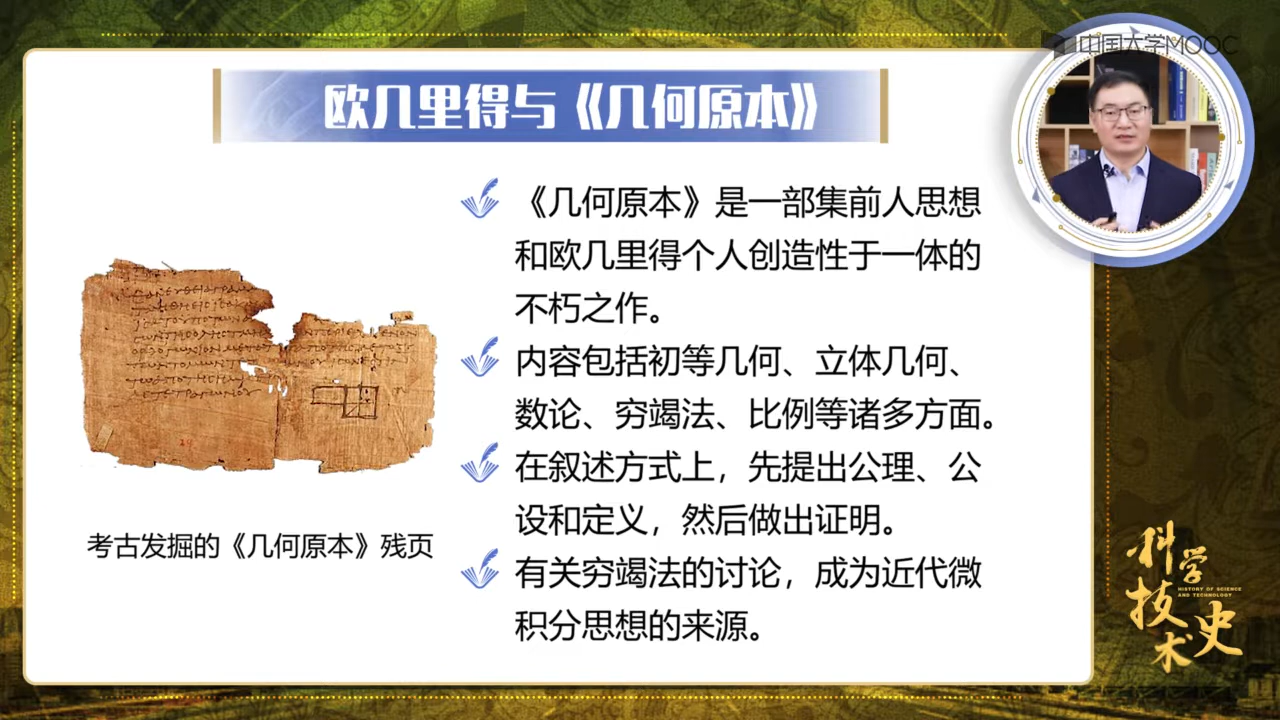 中国大学MOOC
欧几里得与《几何原本》
《几何原本》是一部集前人思想
和欧几里得个人创造性于一体的
不朽之作。
内容包括初等几何、立体几何、
数论、穷竭法、比例等诸多方面。
在叙述方式上，先提出公理、公
设和定义，然后做出证明。
有关穷竭法的讨论，成为近代微
积分思想的来源。
考古发掘的《几何原本》残页
科学
技术史
HISTORY OF SCIENCE
AND TECHNOLOGY